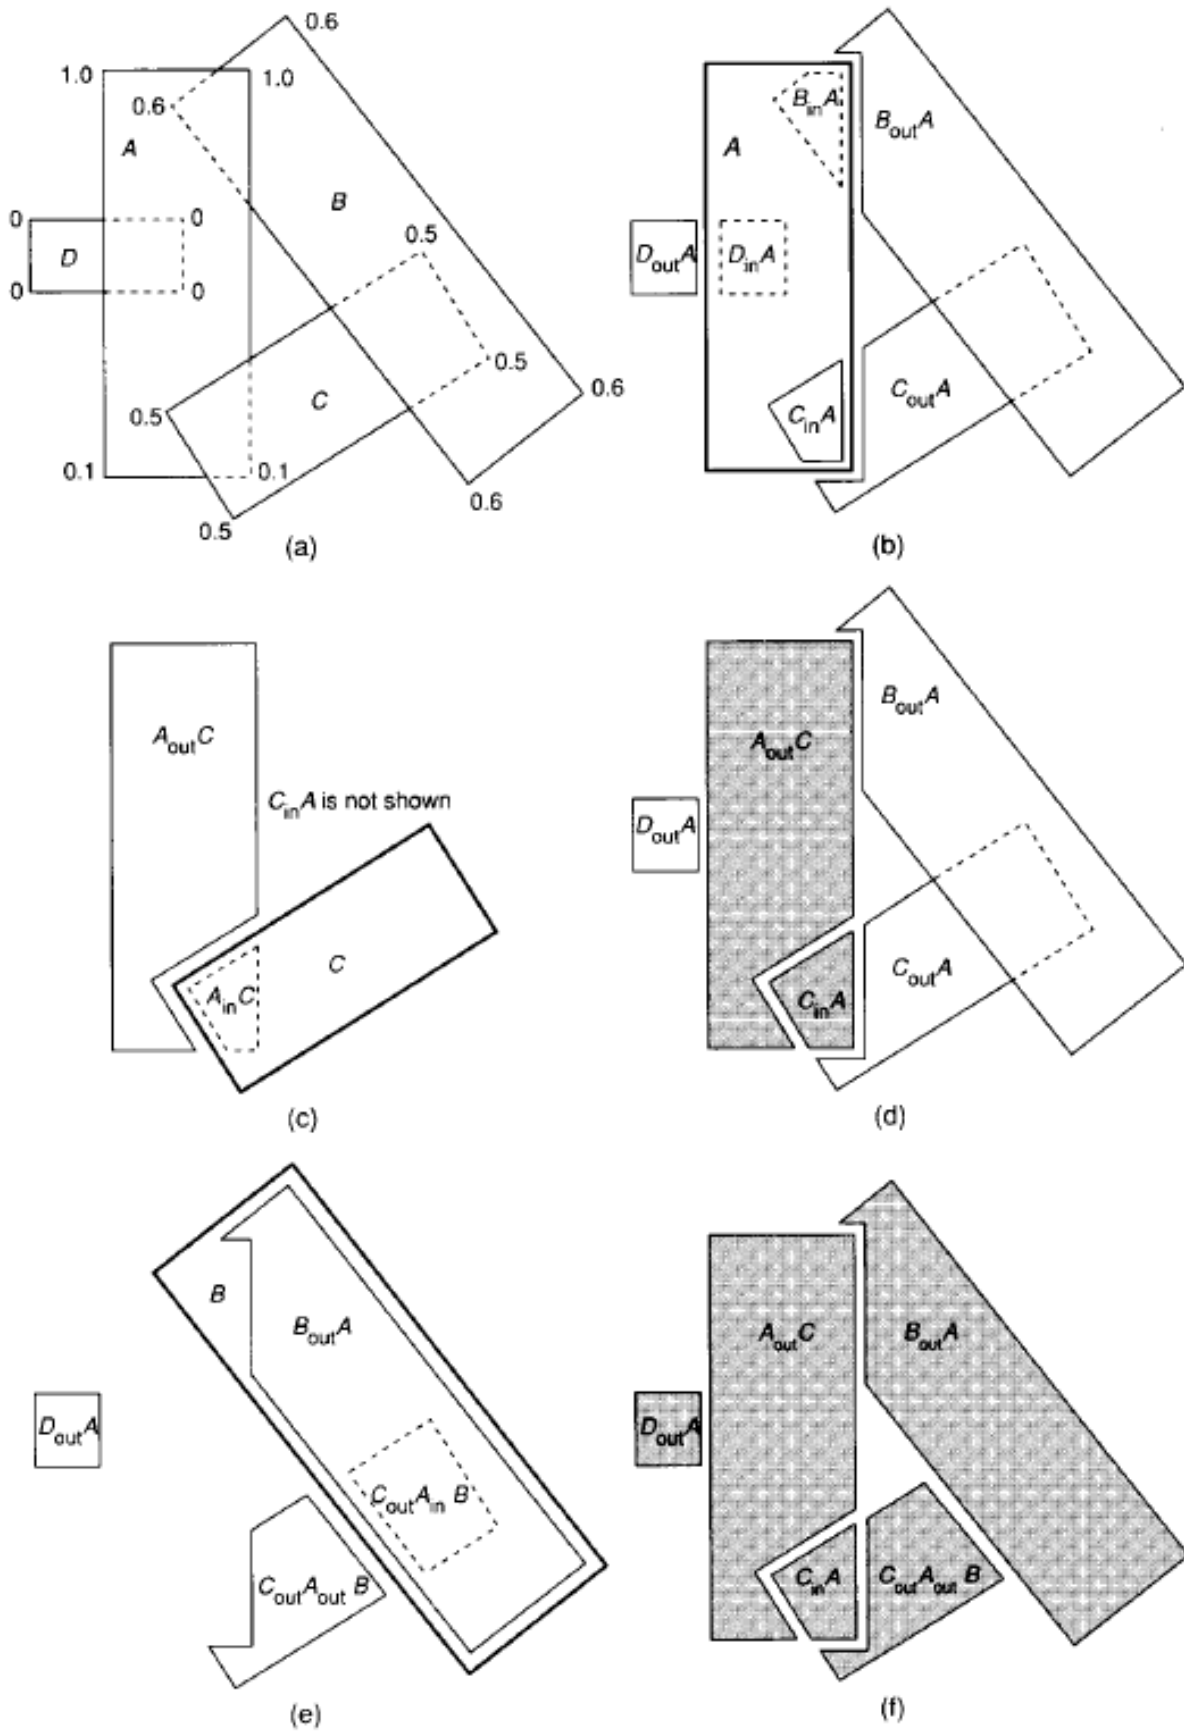 0.6
1.0
1.0
0.6
A
B
0
0
0.5
D
0
0
0.5
0.6
0.5
C
0.1
0.1
0.6
0.5
(a)
BinA
BoutA
A
DoutA
DinA
CinA
CoutA
(b)
AoutC
CinA is not shown
C
AinC
(c)
BoutA
AoutC
DoutA
CoutA
CinA
(d)
B
BoutA
DoutA
CoutAin B
CoutAout B
(e)
AoutC
BoutA
DoutA
CinA
CoutAout B
(f)